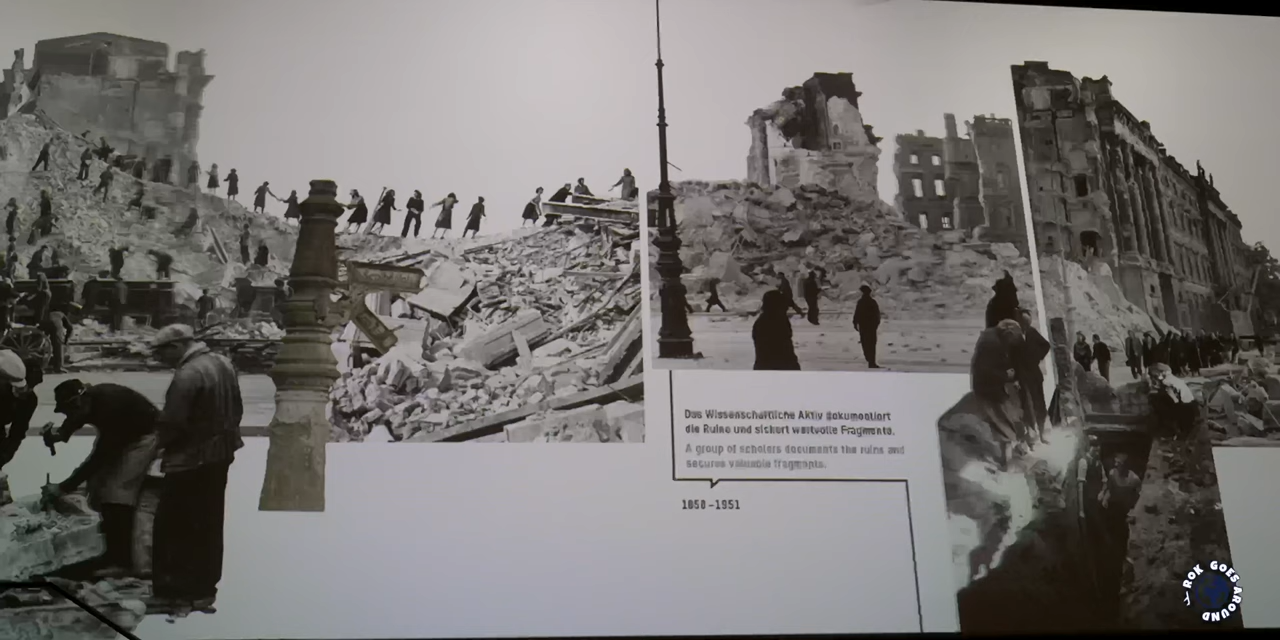 Das Wissenschaftliche Aktiv dokumentiert
die Ruine und sichert wertvolle Fragmente.
A group of scholars documents the ruins and
secures valuable fragments.
1950-1951
ROK GOES AROUND